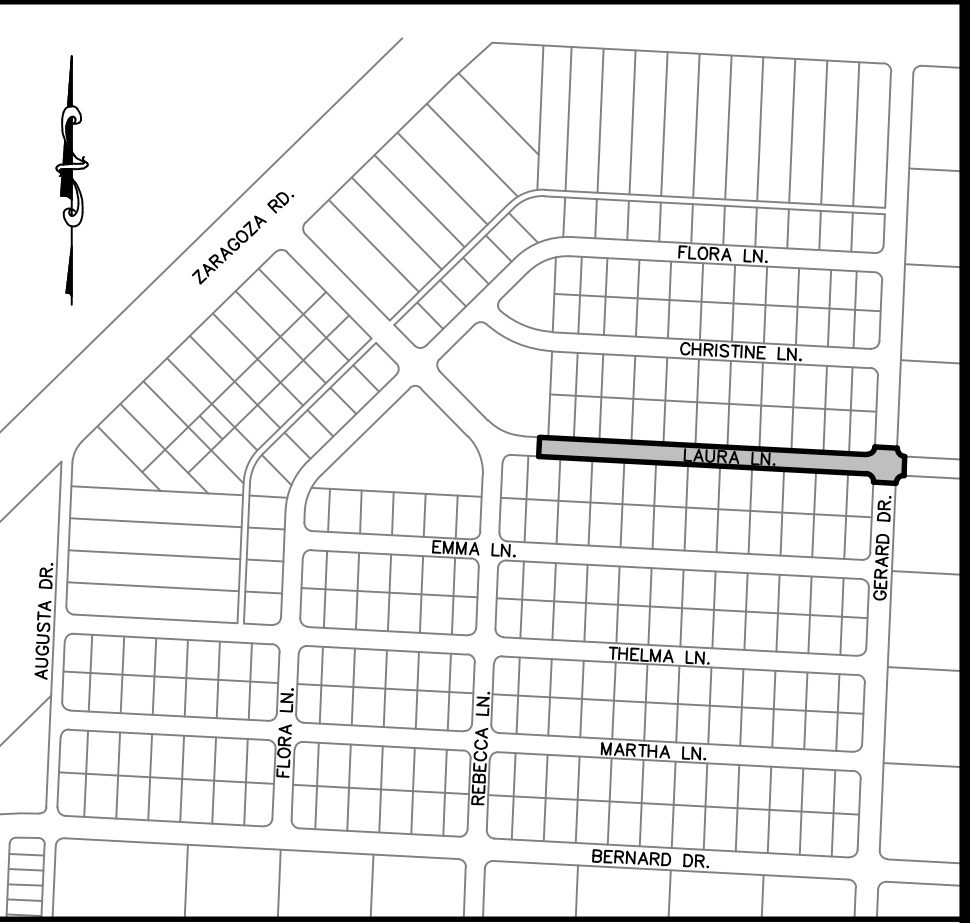 ZARAGOZA RD.
FLORA LN.
CHRISTINE LN.
LAURA LN.
GERARD DR.
EMMA LN.
AUGUSTA DR.
THELMA LN.
FLORA LN.
REBECCA LN.
MARTHA LN.
BERNARD DR.